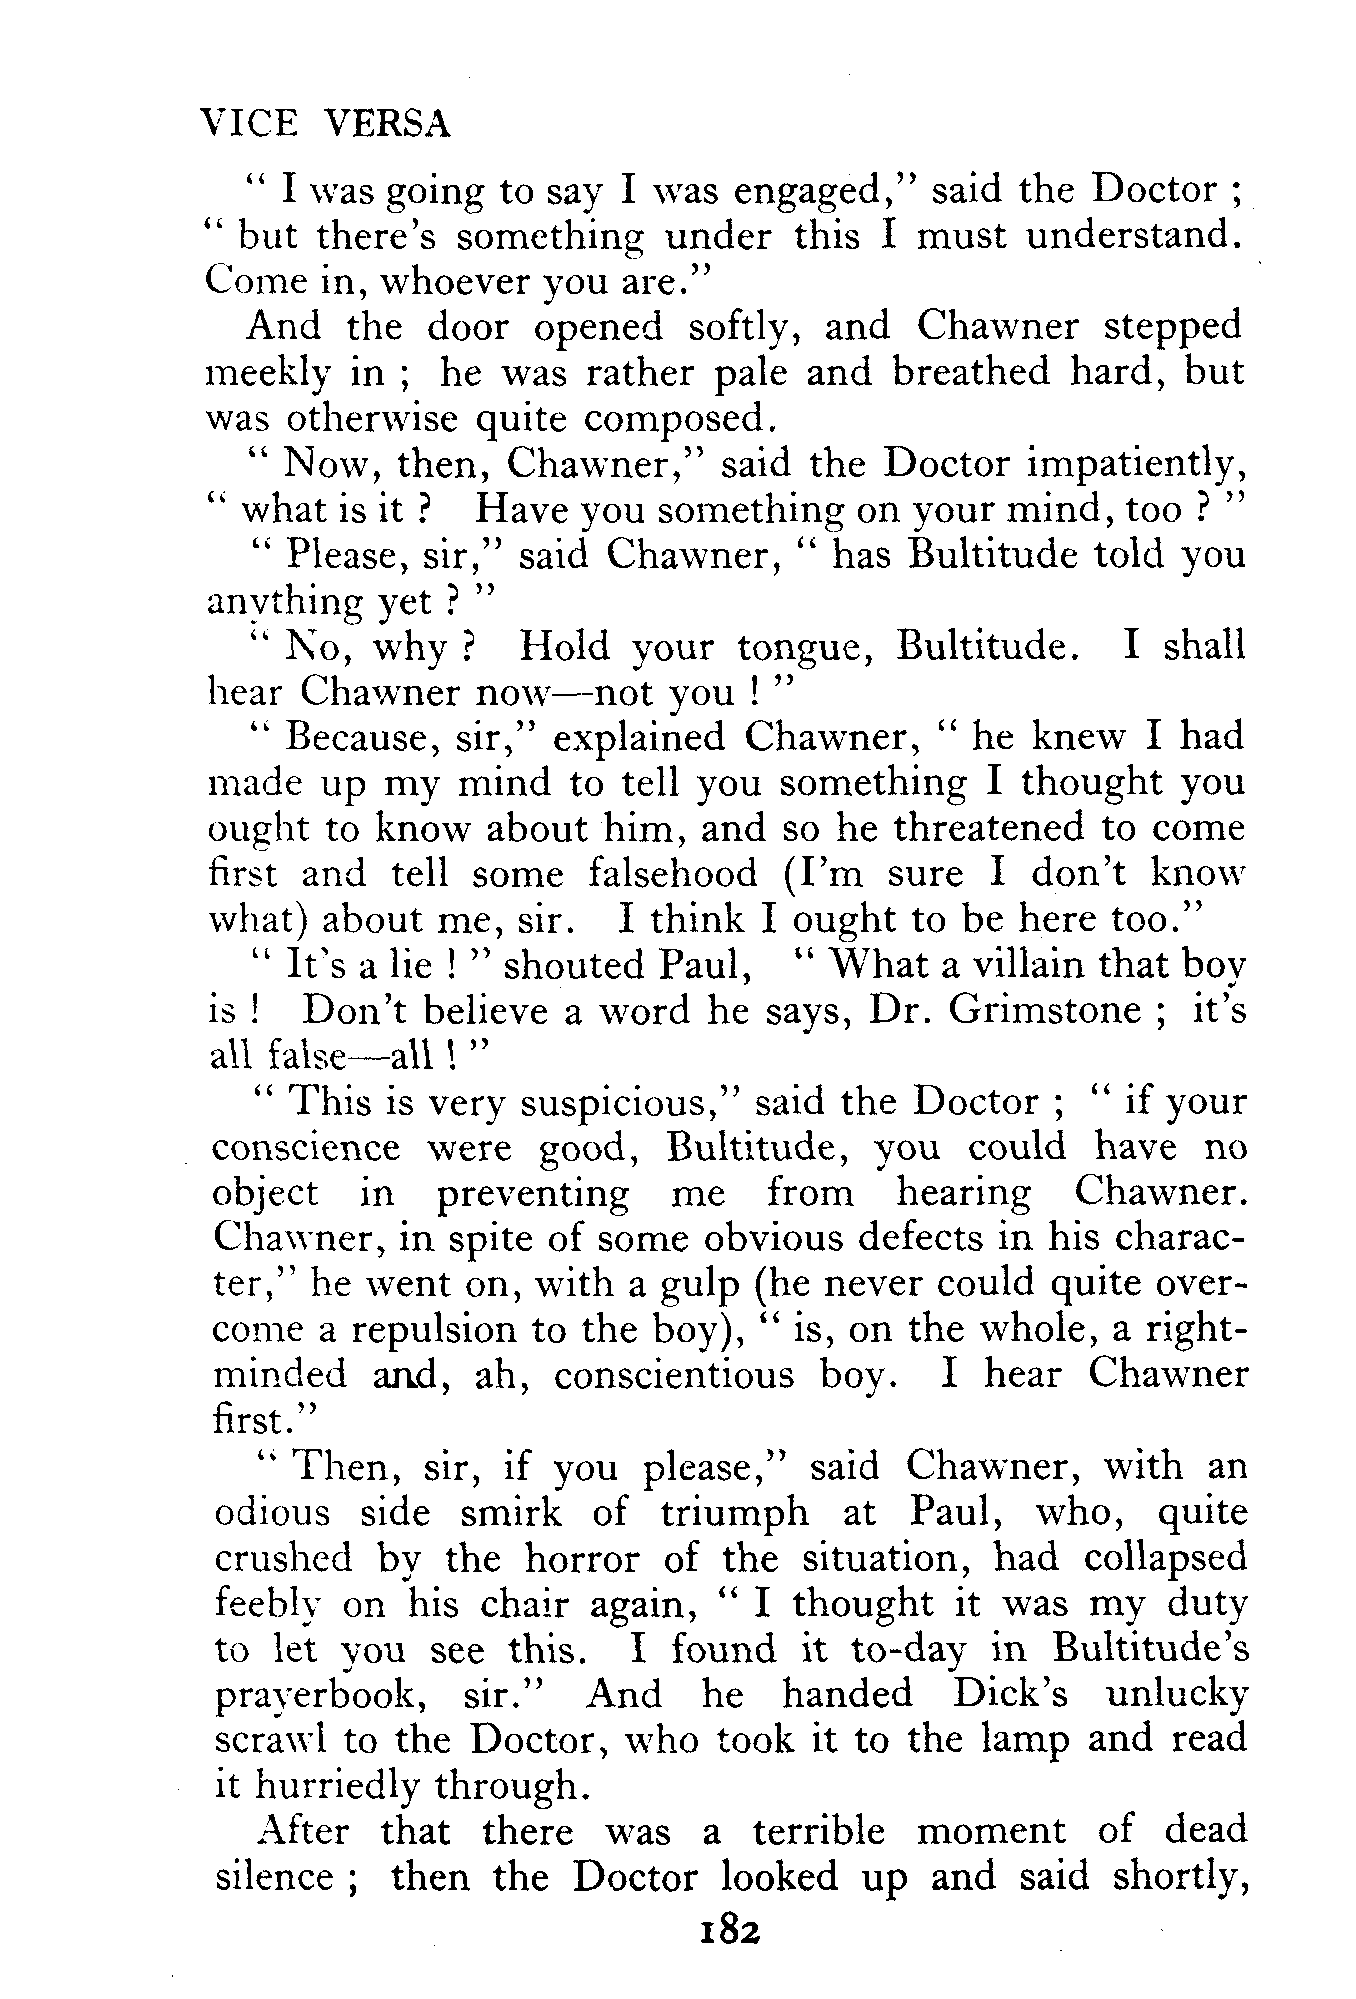 VICE VERSA
“ I was going to say I was engaged,” said the Doctor ;
“ but there's something under this I must understand.
Come in, whoever you are.”
And the door opened softly, and Chawner stepped
meekly in ; he was rather pale and breathed hard, but
was otherwise quite composed.
“ Now, then, Chawner,” said the Doctor impatiently,
“ what is it ? Have you something on your mind, too ? ”
“ Please, sir,” said Chawner, “ has Bultitude told you
anything yet ? ”
“ No, why ? Hold your tongue, Bultitude. I shall
hear Chawner now—not you ! ”
“ Because, sir,” explained Chawner, “ he knew I had
made up my mind to tell you something I thought you
ought to know about him, and so he threatened to come
first and tell some falsehood (I'm sure I don't know
what) about me, sir. I think I ought to be here too.”
“ It's a lie ! ” shouted Paul, “ What a villain that boy
is ! Don't believe a word he says, Dr. Grimstone ; it's
all false—all ! ”
“ This is very suspicious,” said the Doctor ; “ if your
conscience were good, Bultitude, you could have no
object in preventing me from hearing Chawner.
Chawner, in spite of some obvious defects in his charac-
ter,” he went on, with a gulp (he never could quite over-
come a repulsion to the boy), “ is, on the whole, a right-
minded and, ah, conscientious boy. I hear Chawner
first.”
“ Then, sir, if you please,” said Chawner, with an
odious side smirk of triumph at Paul, who, quite
crushed by the horror of the situation, had collapsed
feebly on his chair again, “ I thought it was my duty
to let you see this. I found it to-day in Bultitude's
prayerbook, sir.” And he handed Dick's unlucky
scrawl to the Doctor, who took it to the lamp and read
it hurriedly through.
After that there was a terrible moment of dead
silence ; then the Doctor looked up and said shortly,
182